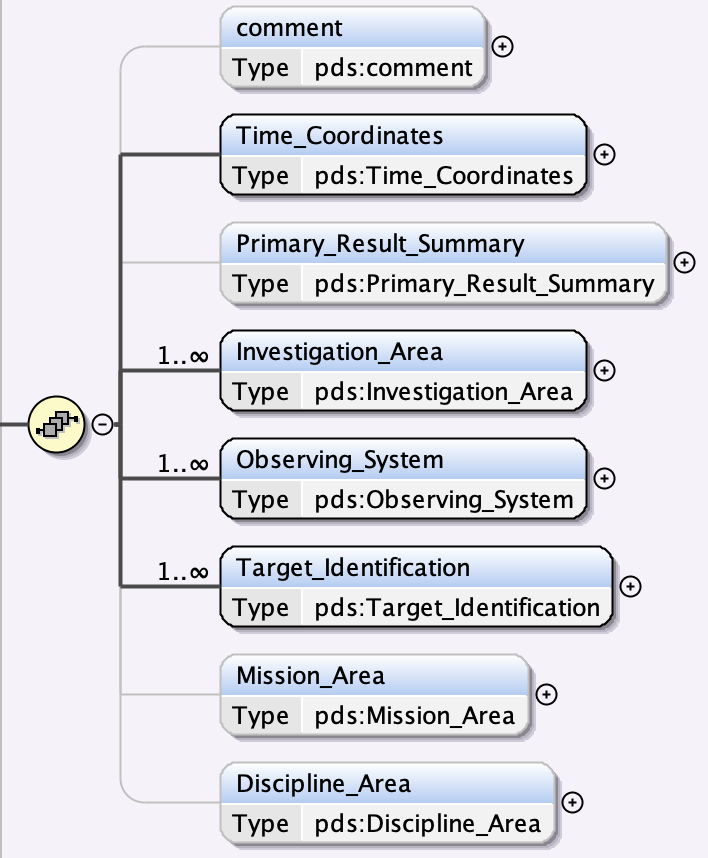 comment
Type pds:comment
Time_Coordinates
Type pds:Time_Coordinates
Primary_Result_Summary
Type pds:Primary_Result_Summary
1..∞ Investigation_Area
Type pds:Investigation_Area
1..∞ Observing_System
Type pds:Observing_System
1..∞ Target_Identification
Type pds:Target_Identification
Mission_Area
Type pds:Mission_Area
Discipline_Area
Type pds:Discipline_Area